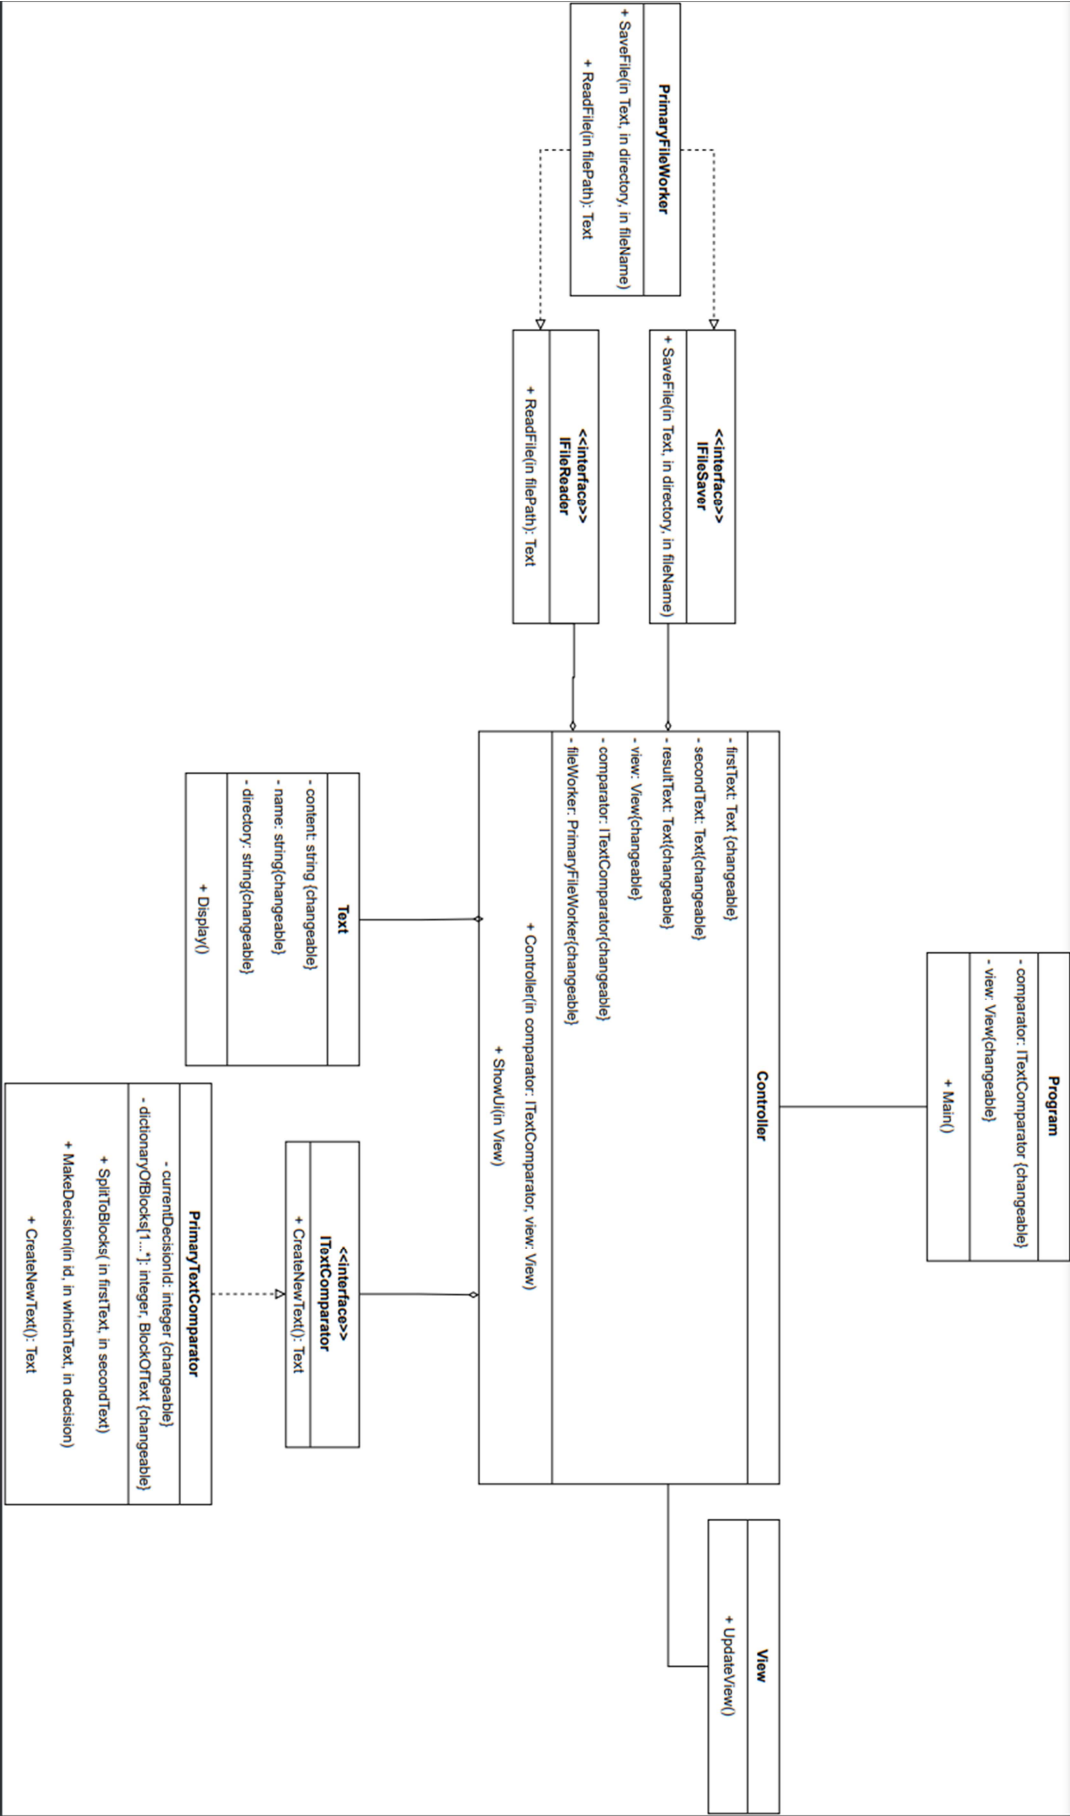 Program
- comparator: ITextComparator {changeable}
- view: View{changeable}
+ Main()
PrimaryFileWorker
+ SaveFile(in Text, in directory, in fileName)
+ ReadFile(in filePath): Text
<<interface>>
IFileSaver
+ SaveFile(in Text, in directory, in fileName)
<<interface>>
IFileReader
+ ReadFile(in filePath): Text
Controller
- firstText: Text {changeable}
- secondText: Text{changeable}
- resultText: Text{changeable}
- view: View{changeable}
- comparator: ITextComparator{changeable}
- fileWorker: PrimaryFileWorker{changeable}
+ Controller(in comparator: ITextComparator, view: View)
+ ShowUi(in View)
View
+ UpdateView()
Text
- content: string {changeable}
- name: string{changeable}
- directory: string{changeable}
+ Display()
<<interface>>
ITextComparator
+ CreateNewText(): Text
PrimaryTextComparator
- currentDecisionId: integer {changeable}
- dictionaryOfBlocks[1...*]: integer, BlockOfText {changeable}
+ SplitToBlocks( in firstText, in secondText)
+ MakeDecision(in id, in whichText, in decision)
+ CreateNewText(): Text